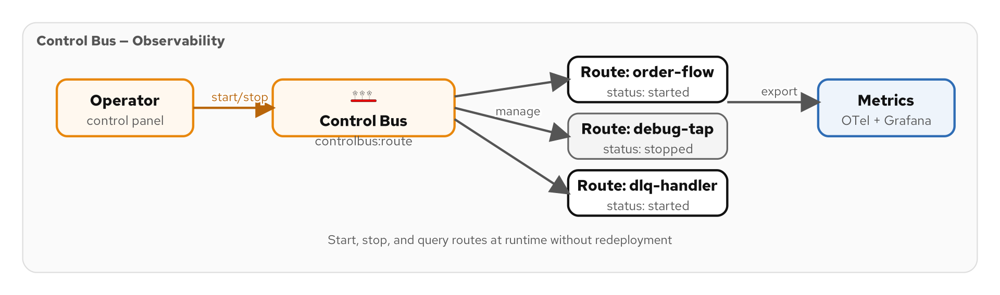 Control Bus – Observability
Operator
control panel
start/stop
Control Bus
controlbus:route
manage
Route: order-flow
status: started
Route: debug-tap
status: stopped
Route: dlq-handler
status: started
export
Metrics
OTel + Grafana
Start, stop, and query routes at runtime without redeployment